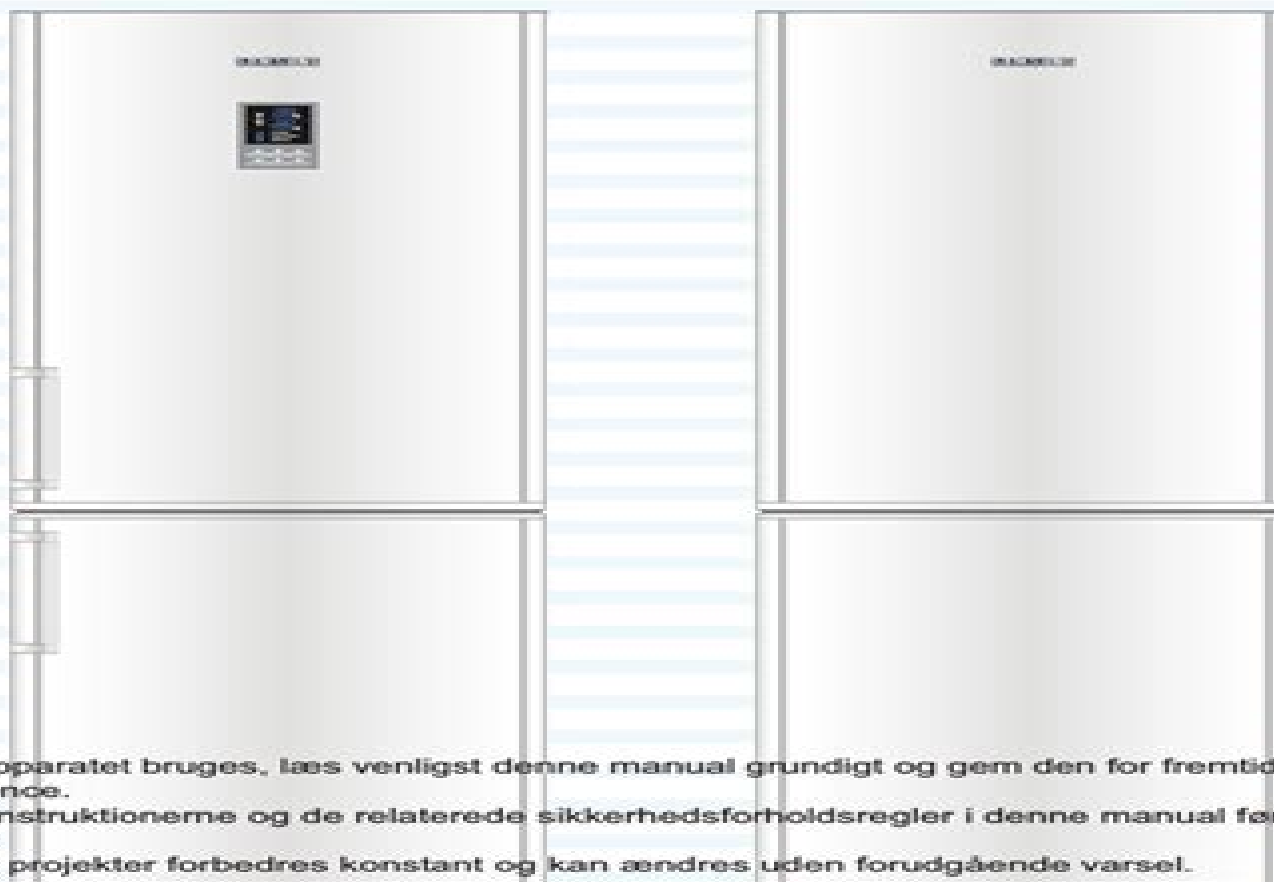 pparatet bruges, læs venligst denne manual grundigt og gem den for fremtid
nce.
nstruktionerne og de relaterede sikkerhedsforholdsregler i denne manual før
projekter forbedres konstant og kan ændres uden forudgående varsel.